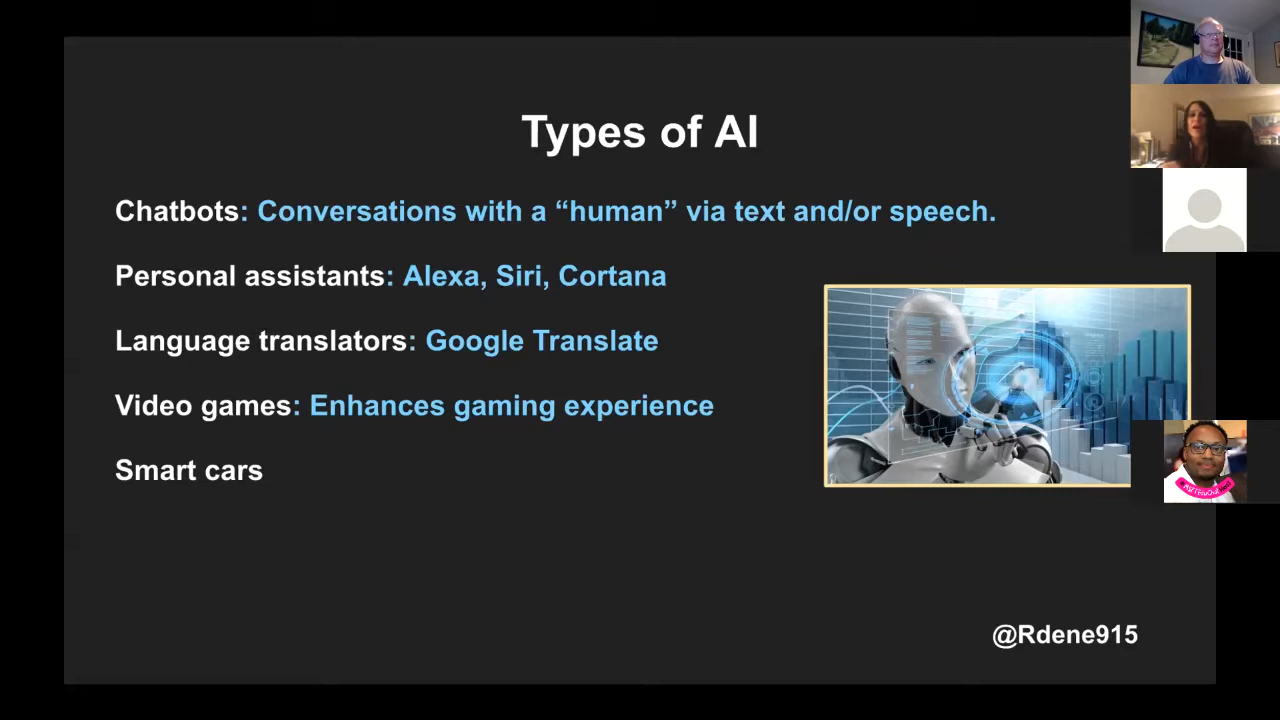 Types of AI
Chatbots: Conversations with a “human” via text and/or speech.
Personal assistants: Alexa, Siri, Cortana
Language translators: Google Translate
Video games: Enhances gaming experience
Smart cars
@Rdene915